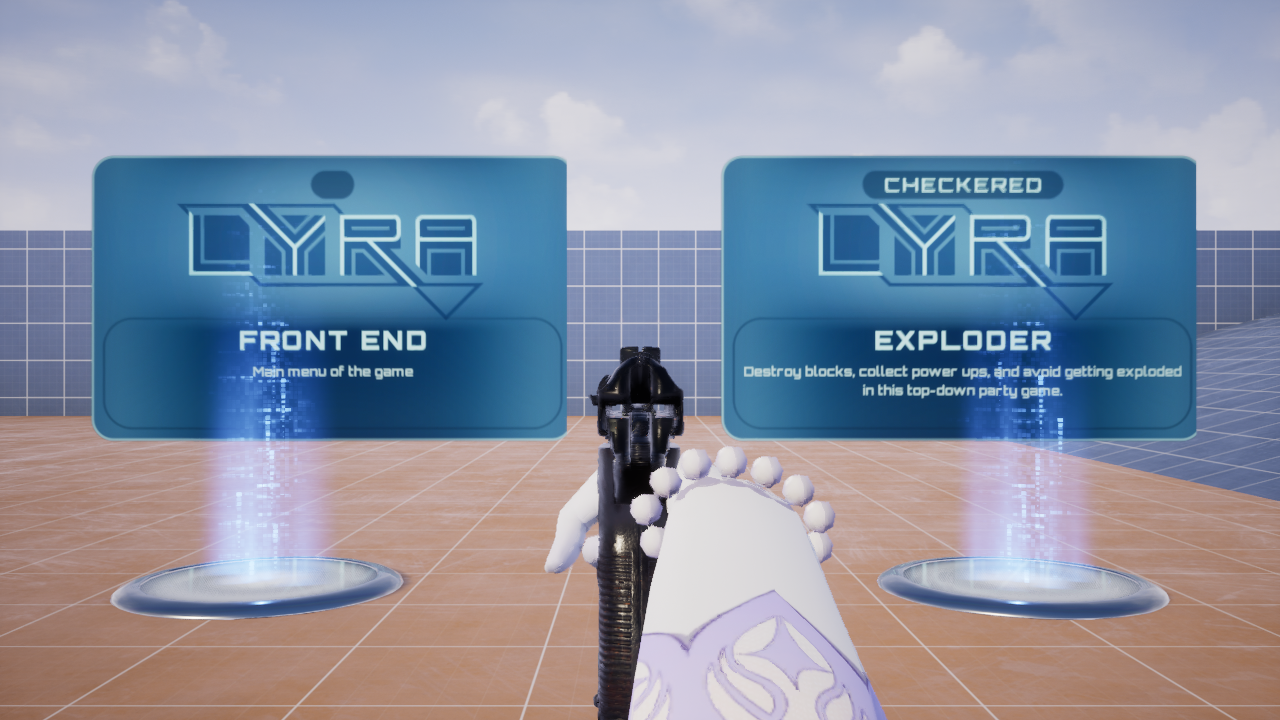 LYRA
FRONT END
Main menu of the game
CHECKERED
LYRA
EXPLODER
Destroy blocks, collect power ups, and avoid getting exploded
in this top-down party game.